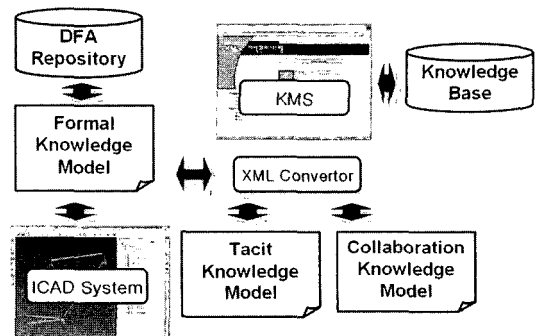 DFA
Repository
KMS
Knowledge
Base
Formal
Knowledge
Model
XML Convertor
ICAD System
Tacit
Knowledge
Model
Collaboration
Knowledge
Model